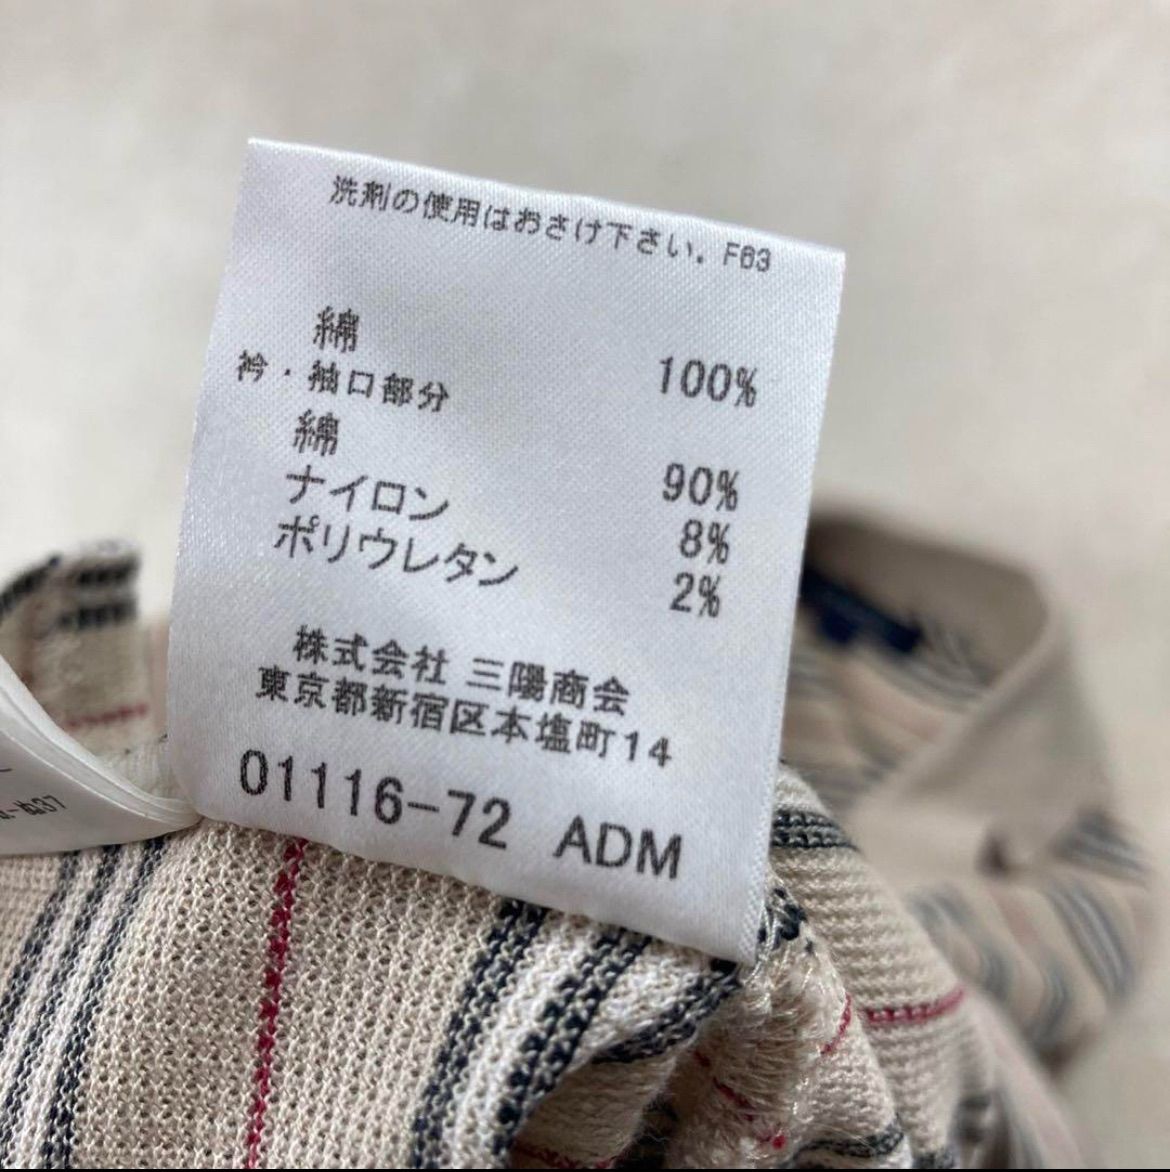 洗剤の使用はおさけ下さい. F63
綿 100%
衿・袖口部分
綿 90%
ナイロン 8%
ポリウレタン 2%
株式会社 三陽商会
東京都新宿区本塩町14
01116-72 ADM